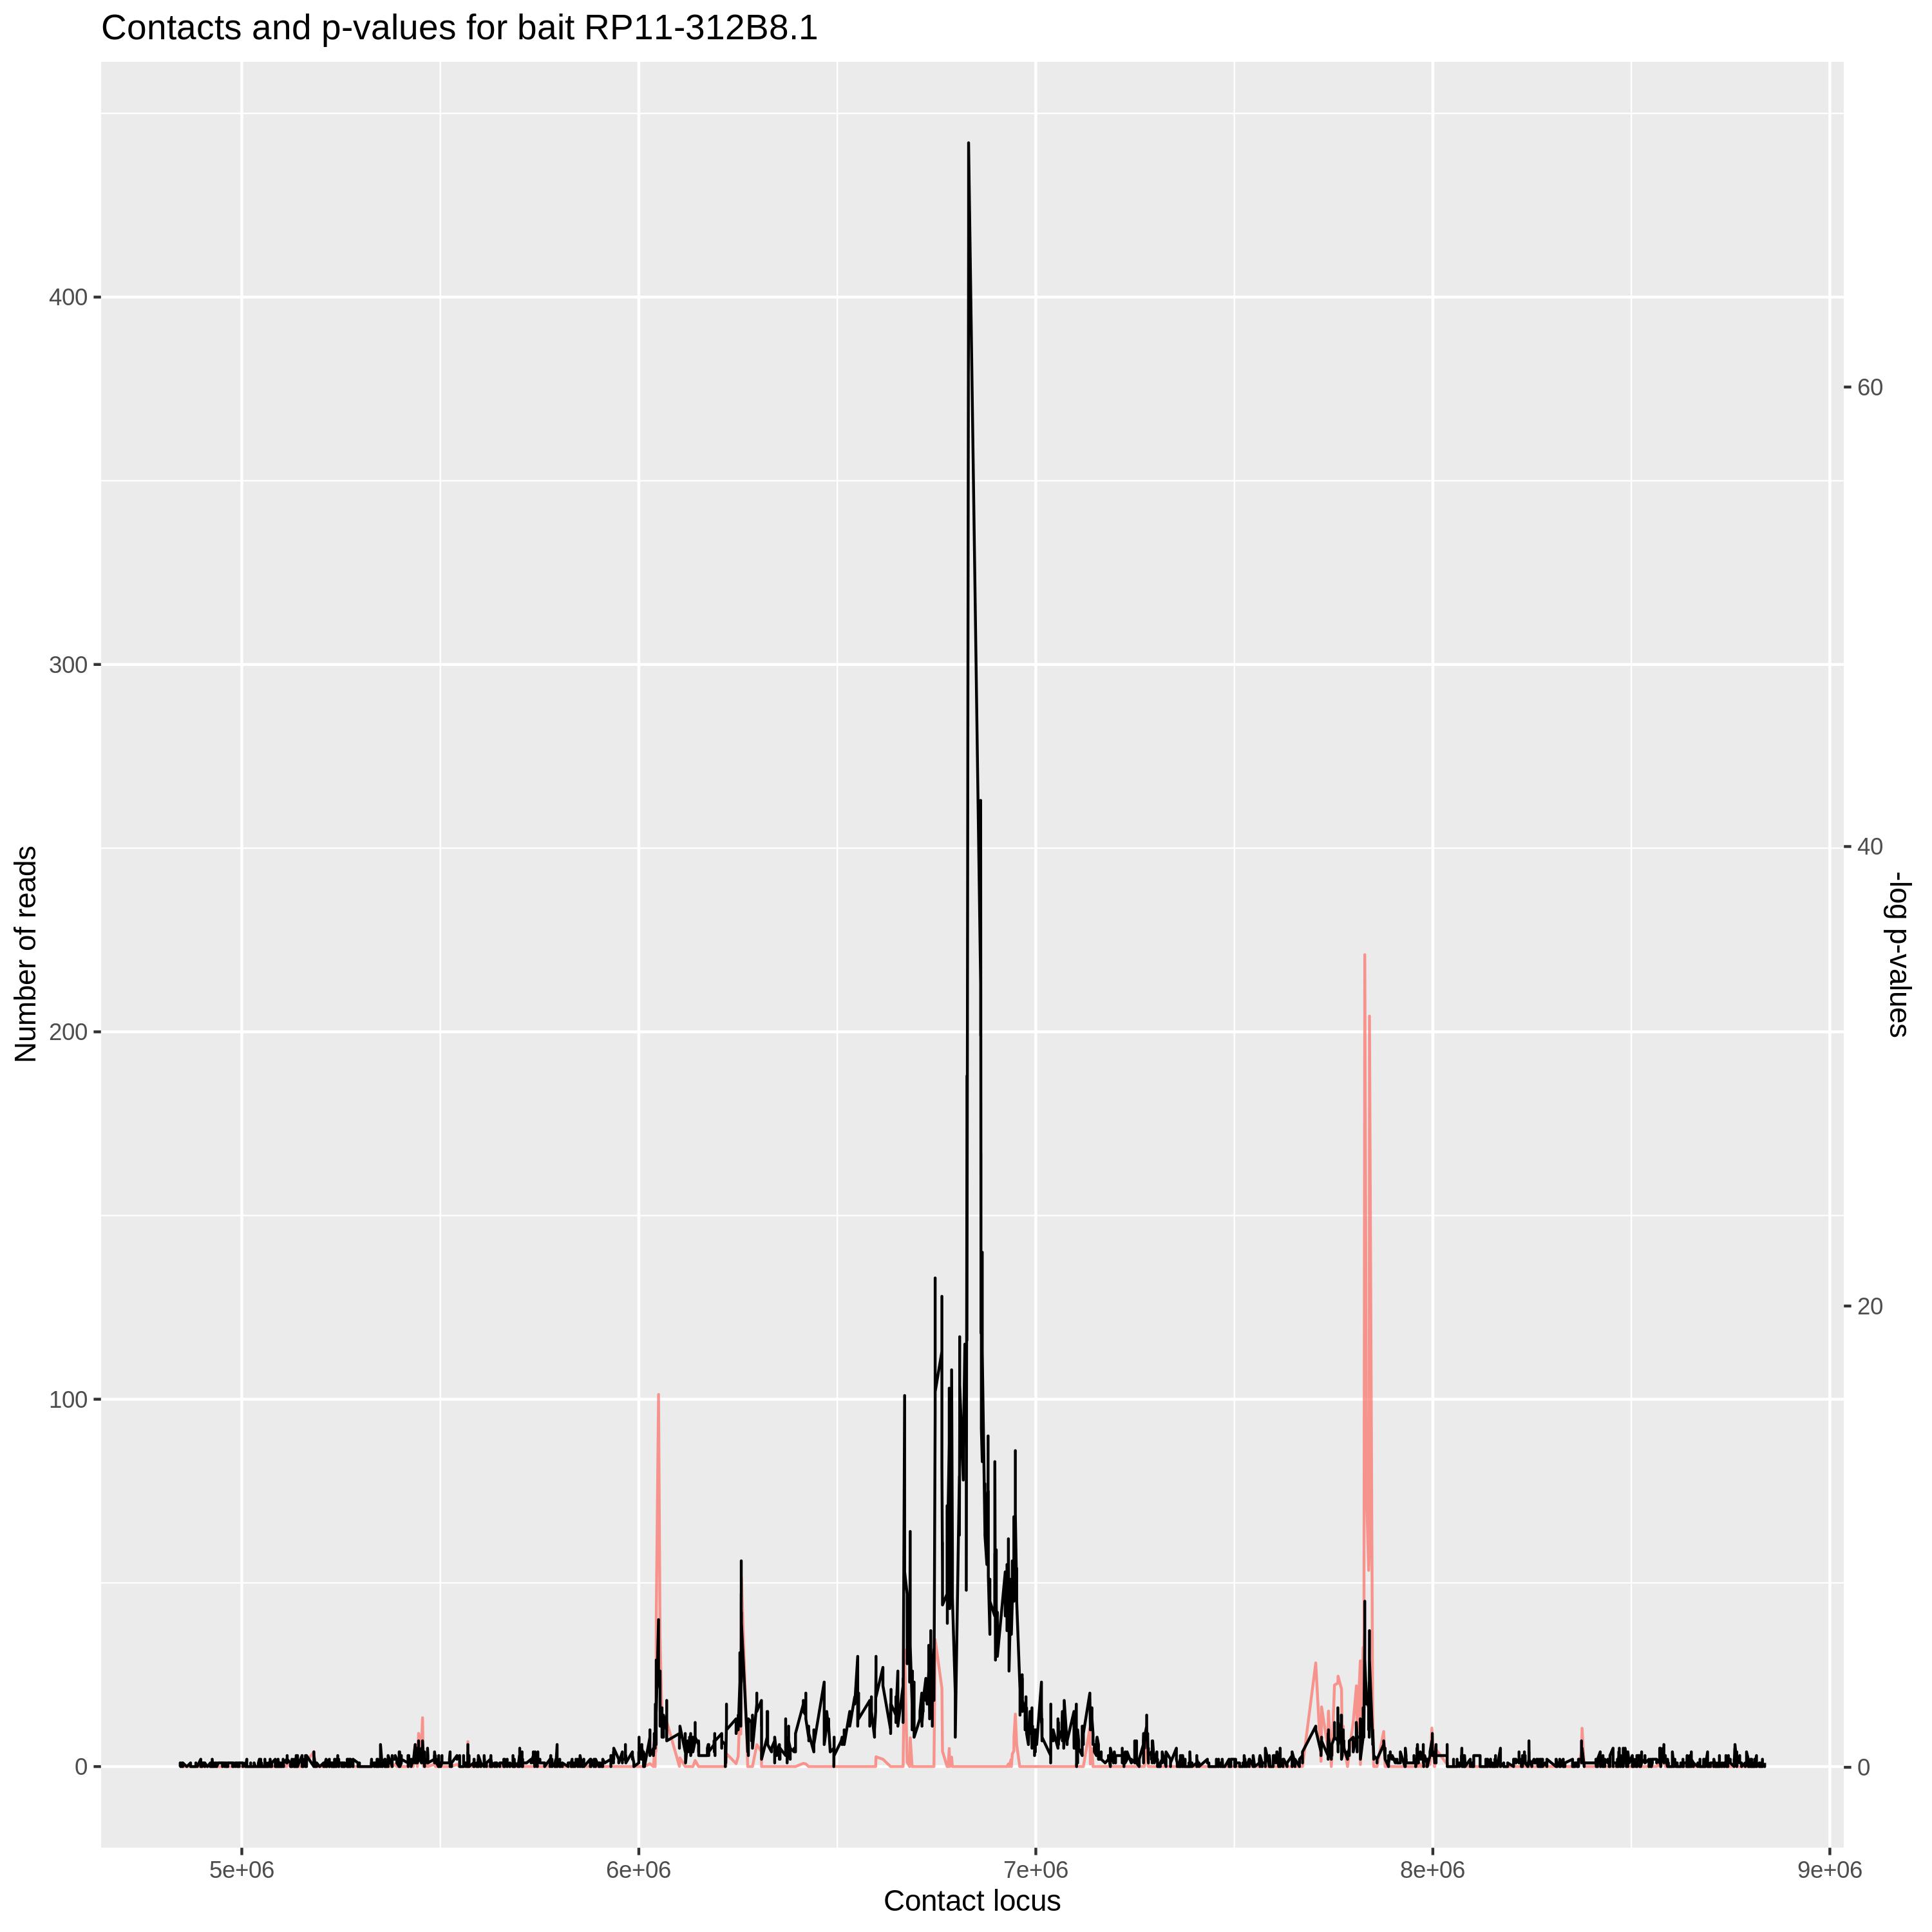 Contacts and p-values for bait RP11-312B8.1
400
300
200
100
0
Number of reads
60
40
20
0
-log p-values
5e+06
6e+06
7e+06
8e+06
9e+06
Contact locus